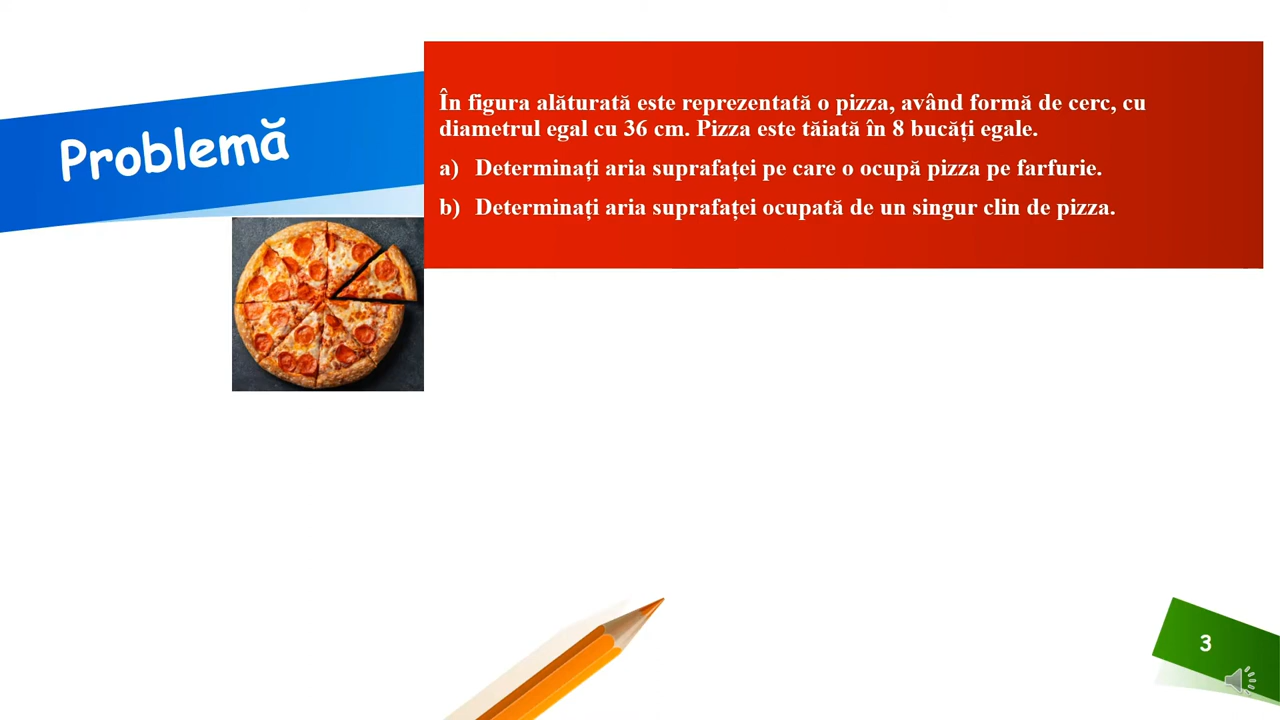 Problemă
În figura alăturată este reprezentată o pizza, având formă de cerc, cu
diametrul egal cu 36 cm. Pizza este tăiată în 8 bucăți egale.
a) Determinați aria suprafaței pe care o ocupă pizza pe farfurie.
b) Determinați aria suprafaței ocupată de un singur clin de pizza.
3